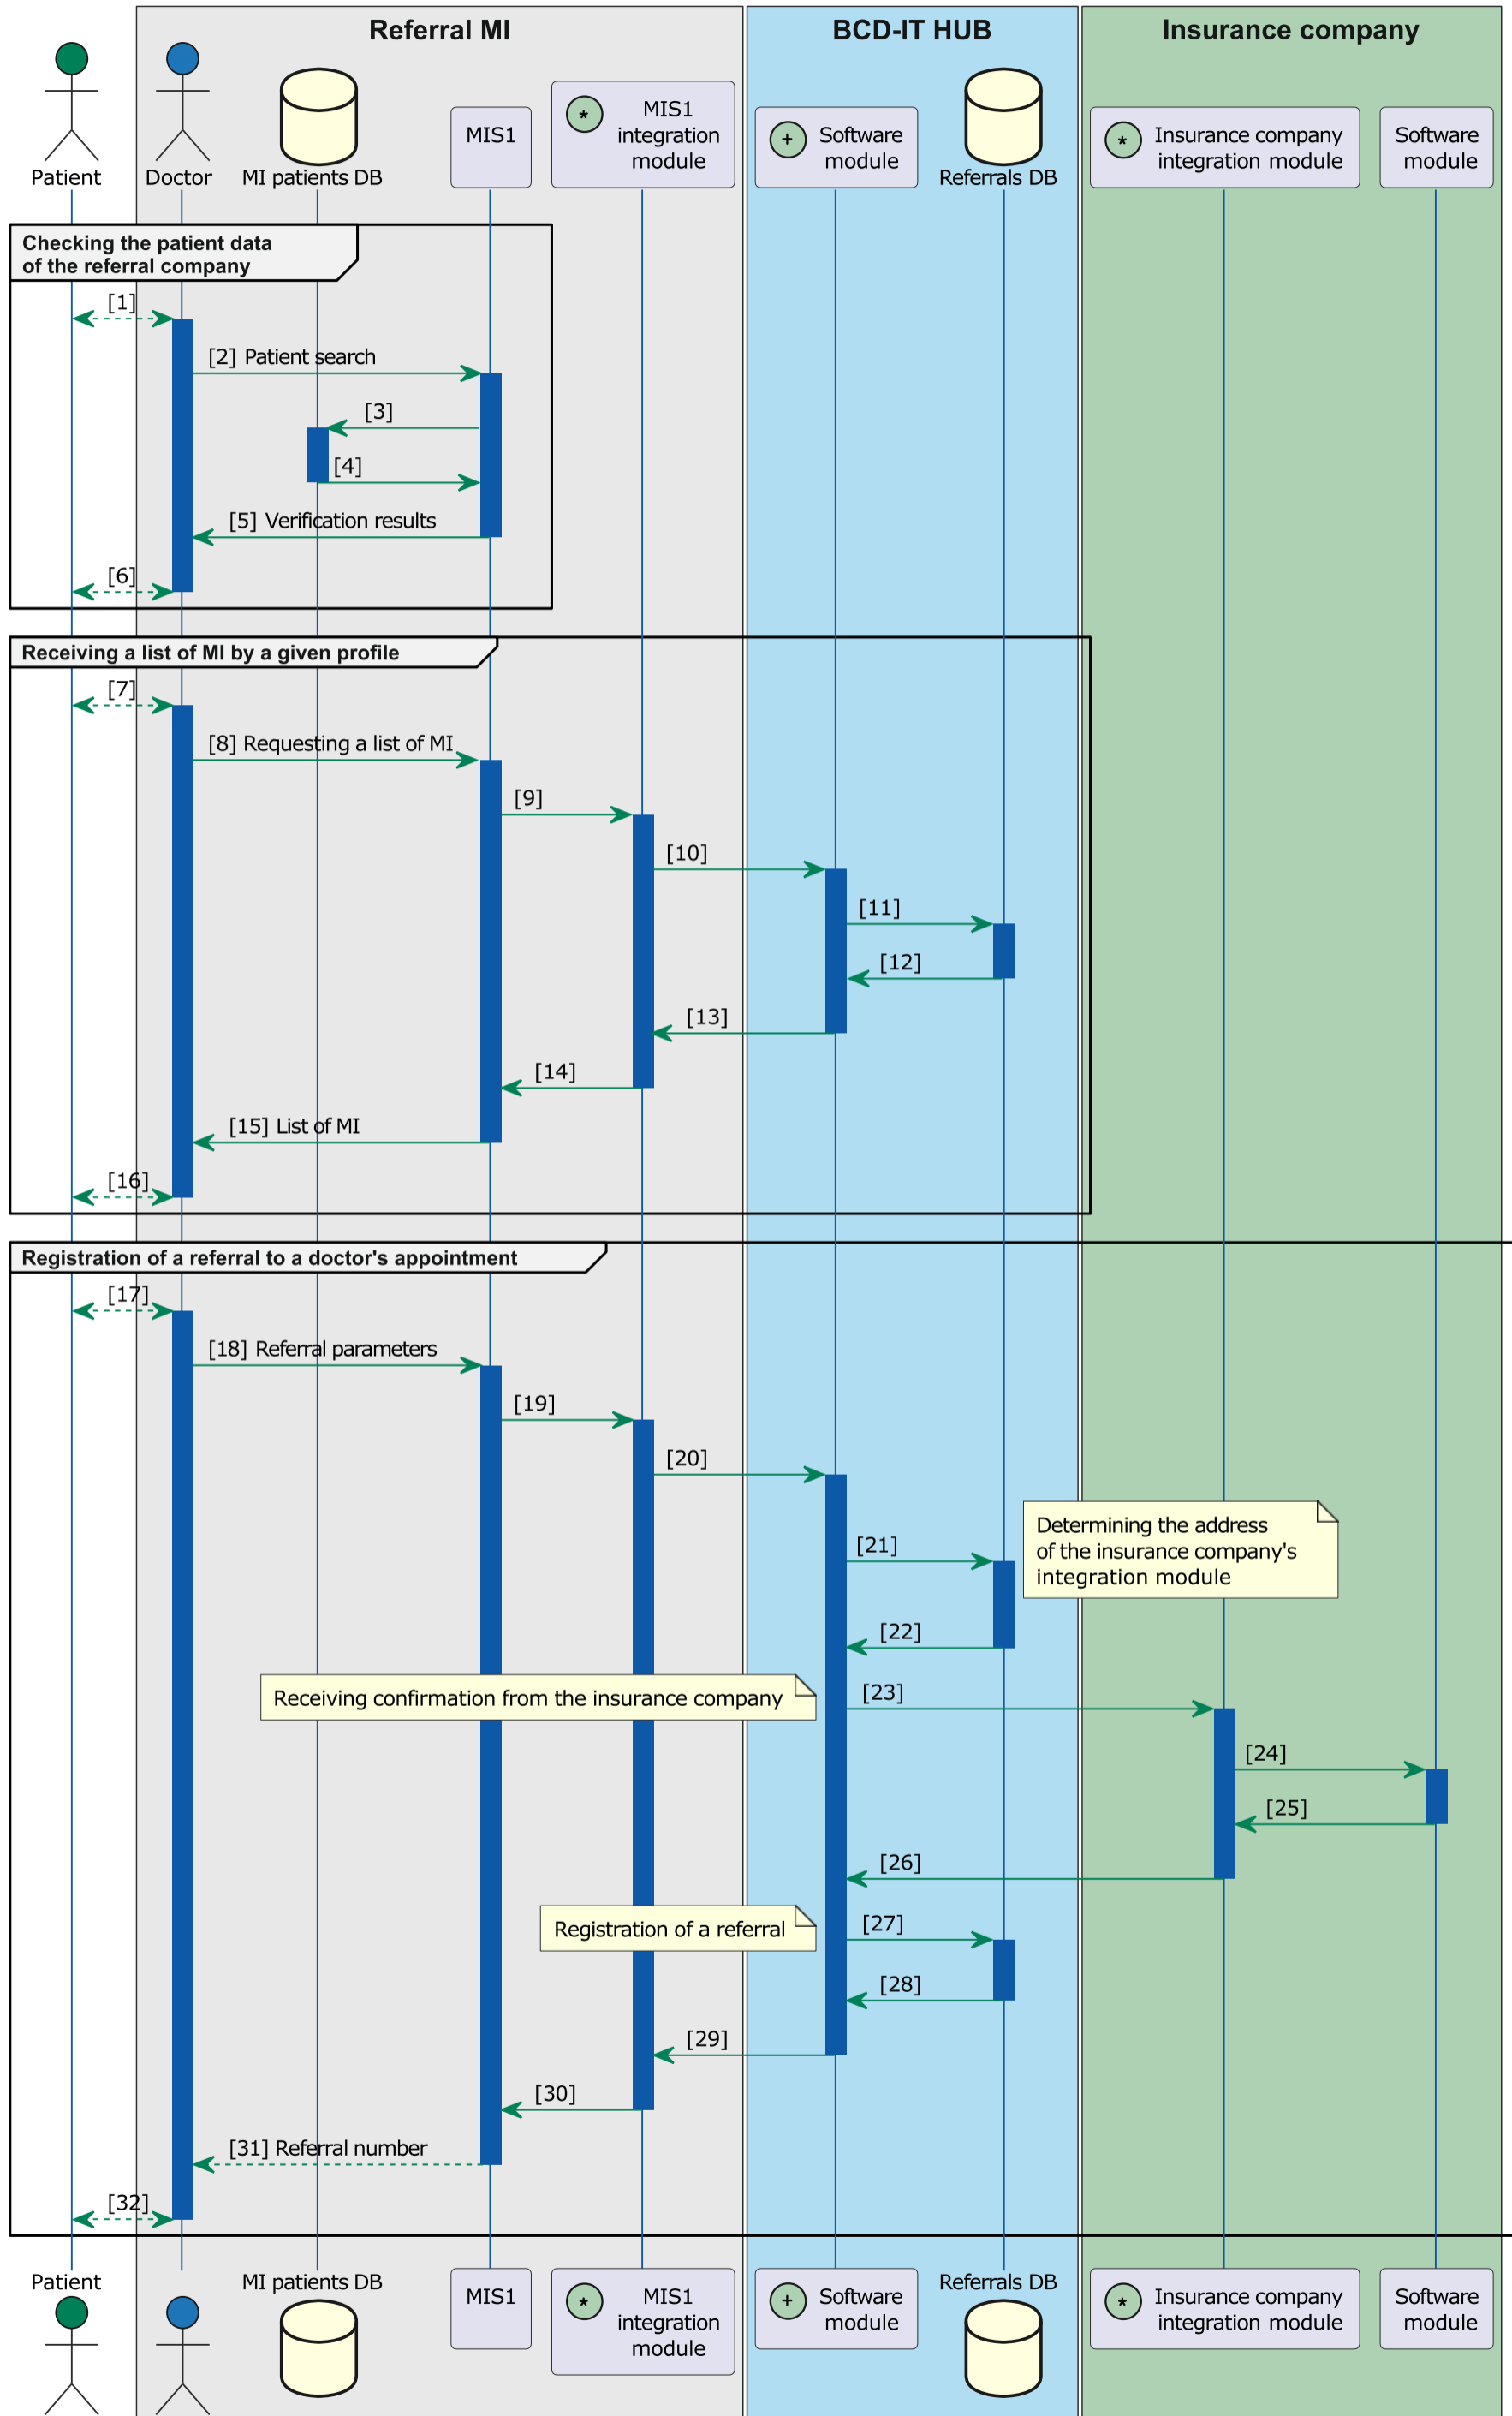 Referral MI
BCD-IT HUB
Insurance company
Patient
Doctor
MI patients DB
MIS1
*
MIS1
integration
module
+
Software
module
Referrals DB
*
Insurance company
integration module
Software
module
Checking the patient data
of the referral company
[1]
[2] Patient search
[3]
[4]
[5] Verification results
[6]
Receiving a list of MI by a given profile
[7]
[8] Requesting a list of MI
[9]
[10]
[11]
[12]
[13]
[14]
[15] List of MI
[16]
Registration of a referral to a doctor's appointment
[17]
[18] Referral parameters
[19]
[20]
Determining the address
of the insurance company's
integration module
[21]
[22]
Receiving confirmation from the insurance company
[23]
[24]
[25]
[26]
Registration of a referral
[27]
[28]
[29]
[30]
[31] Referral number
[32]
Patient
MI patients DB
MIS1
*
MIS1
integration
module
+
Software
module
Referrals DB
*
Insurance company
integration module
Software
module